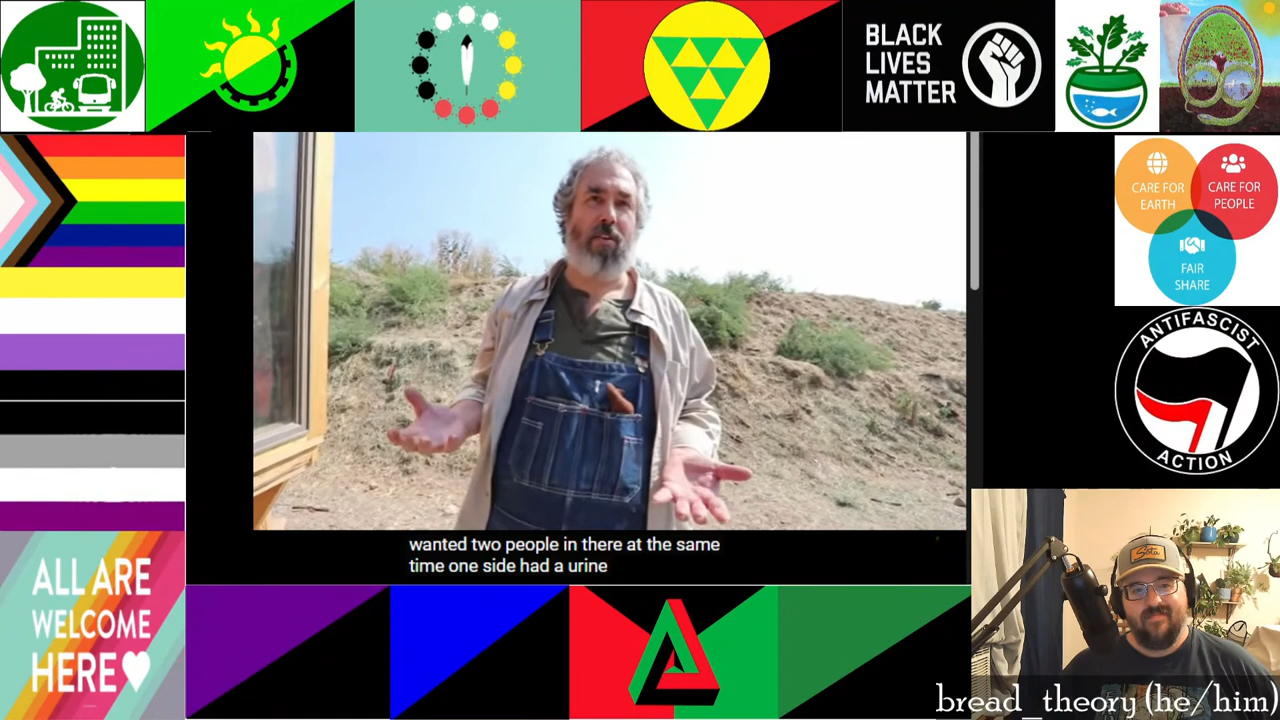 BLACK
LIVES
MATTER
CARE FOR
EARTH
CARE FOR
PEOPLE
FAIR
SHARE
ANTIFASCIST
ACTION
wanted two people in there at the same
time one side had a urine
ALL ARE
WELCOME
HERE
Sota
bread_theory (he/him)